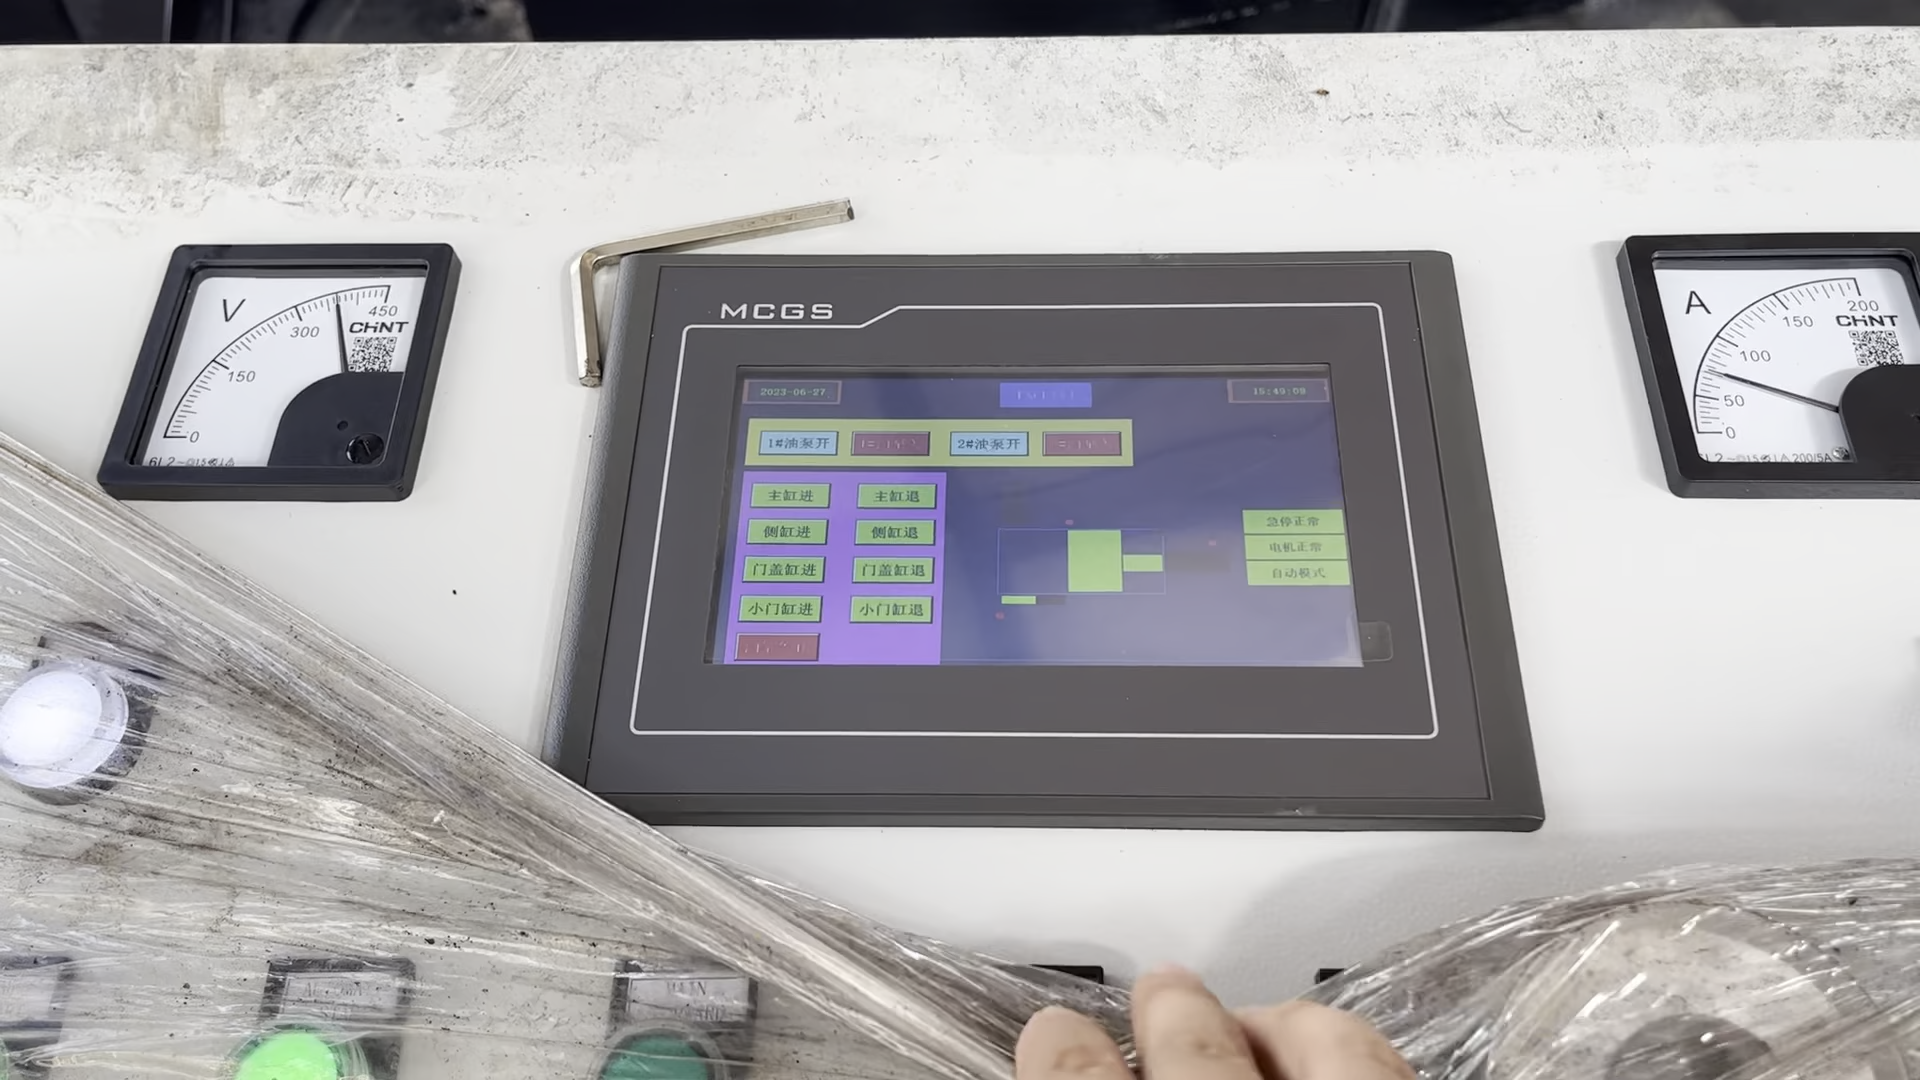 V
450
300
150
0
CHNT
MCGS
2023-06-27
15:49:09
1#油泵开
2#油泵开
主缸进
主缸退
侧缸进
侧缸退
门盖缸进
门盖缸退
小门缸进
小门缸退
急停正常
电机正常
自动模式
A
200
150
100
50
0
CHNT
200/5A
MAIN